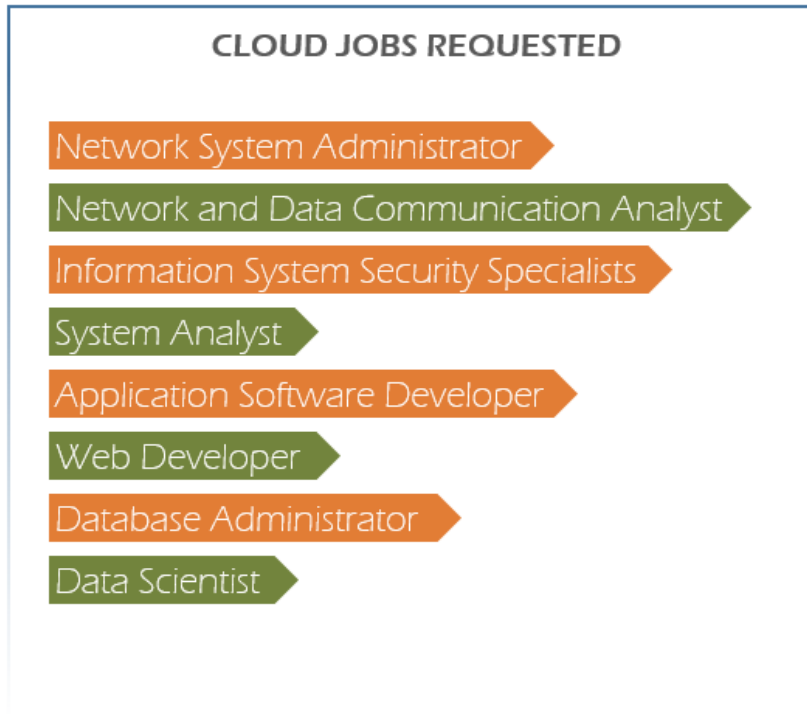 CLOUD JOBS REQUESTED
Network System Administrator
Network and Data Communication Analyst
Information System Security Specialists
System Analyst
Application Software Developer
Web Developer
Database Administrator
Data Scientist